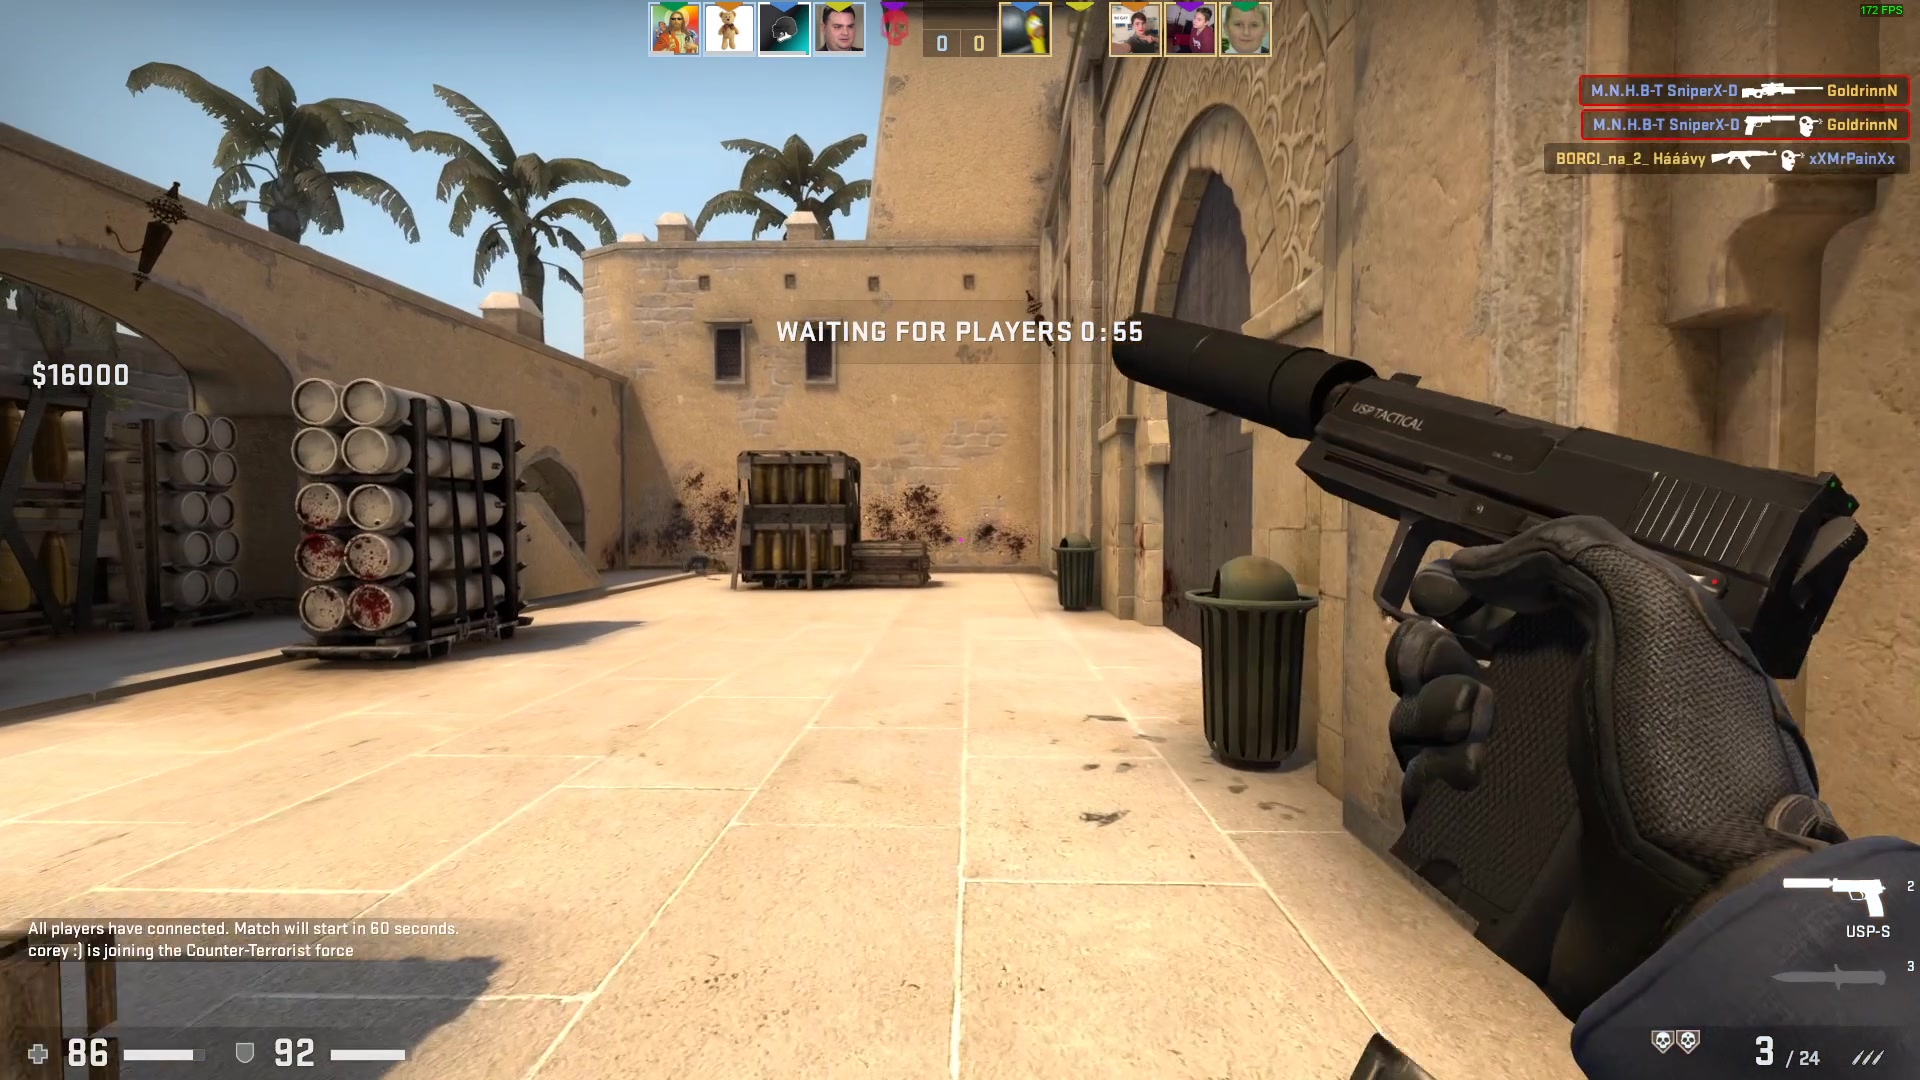 172 FPS
0 0
M.N.H.B-T SniperX-D GoldrinnN
M.N.H.B-T SniperX-D GoldrinnN
BORCI_na_2_ Hááávy xXMrPainXx
WAITING FOR PLAYERS 0:55
$16000
USP TACTICAL
All players have connected. Match will start in 60 seconds.
corey :) is joining the Counter-Terrorist force
2
USP-S
3
86 92
3 / 24